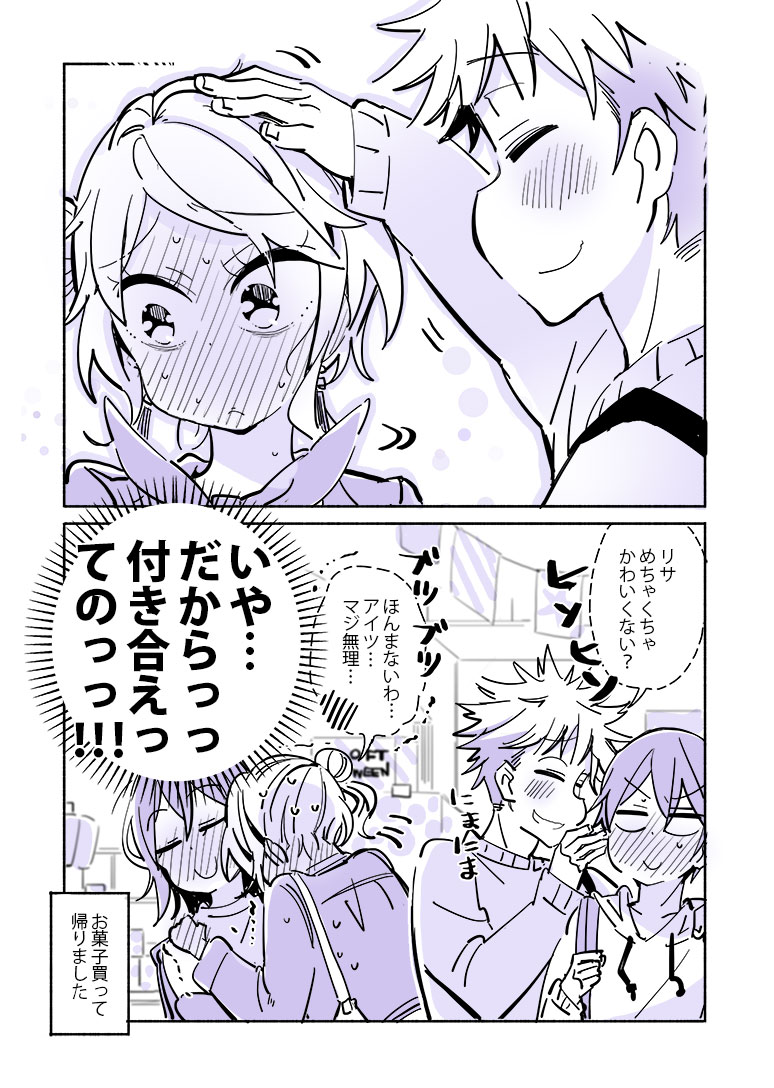 リサ
めちゃくちゃ
かわいくない？
ヒソヒソ
ブツブツ
ほんまないわ…
アイツ…
マジ無理…
いや…
だからっっ
付き合えっ
てのっっ!!!
にまにま
お菓子買って
帰りました